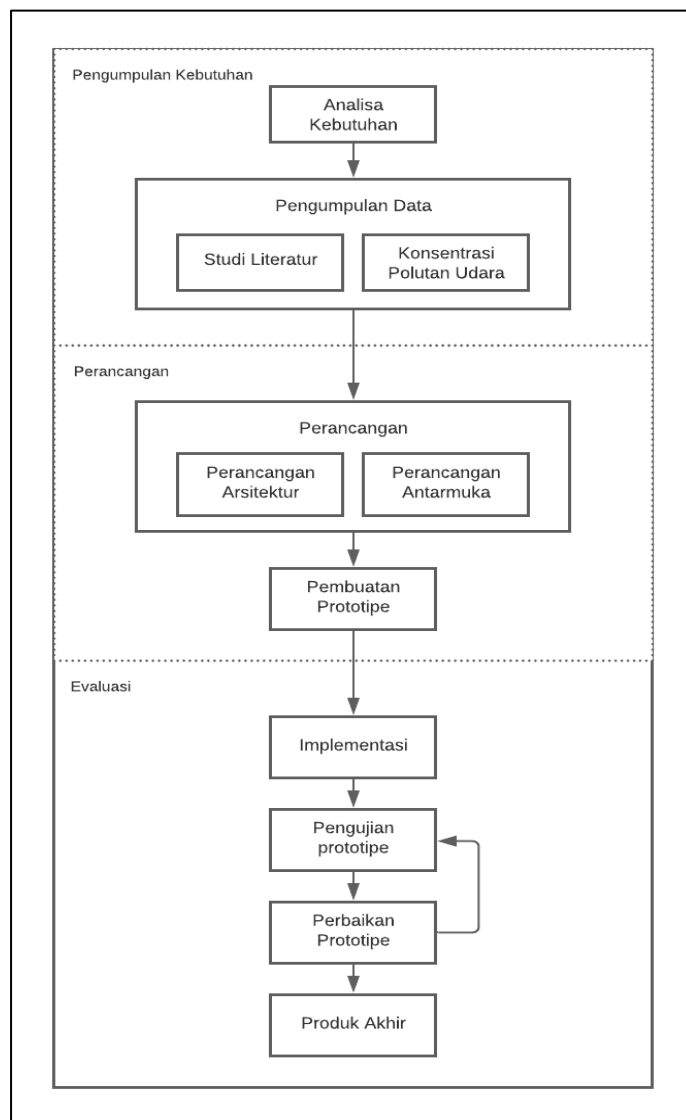 Pengumpulan Kebutuhan
Analisa
Kebutuhan
Pengumpulan Data
Studi Literatur
Konsentrasi
Polutan Udara
Perancangan
Perancangan
Perancangan
Arsitektur
Perancangan
Antarmuka
Pembuatan
Prototipe
Evaluasi
Implementasi
Pengujian
prototipe
Perbaikan
Prototipe
Produk Akhir